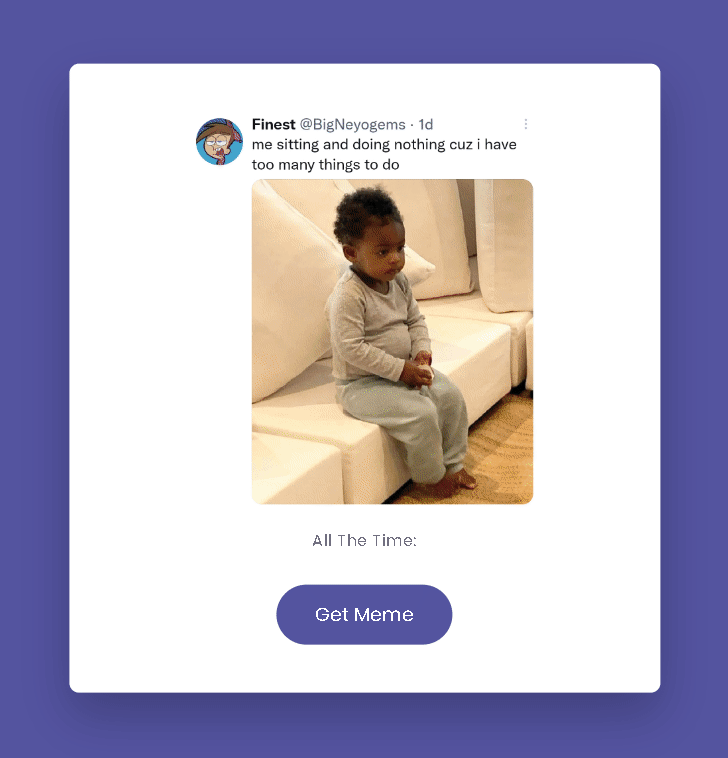 Finest @BigNeyogems · 1d
me sitting and doing nothing cuz i have
too many things to do
All The Time:
Get Meme